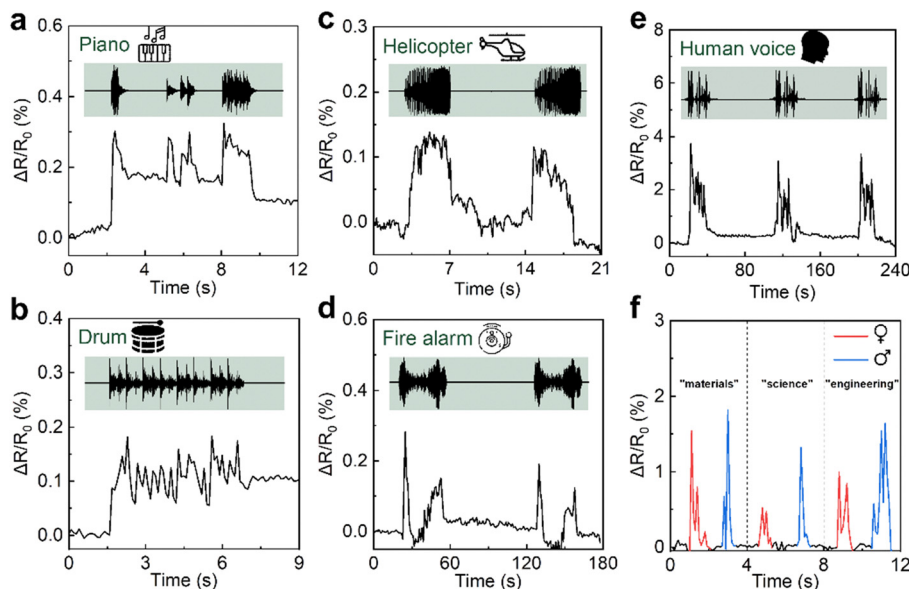 a
Piano
ΔR/R₀ (%)
0.6
0.4
0.2
0.0
0
4
8
12
Time (s)
c
Helicopter
ΔR/R₀ (%)
0.3
0.2
0.1
0.0
0
7
14
21
Time (s)
e
Human voice
ΔR/R₀ (%)
8
6
4
2
0
0
80
160
240
Time (s)
b
Drum
ΔR/R₀ (%)
0.4
0.3
0.2
0.1
0.0
0
3
6
9
Time (s)
d
Fire alarm
ΔR/R₀ (%)
0.6
0.4
0.2
0.0
0
60
120
180
Time (s)
f
♀
♂
"materials"
"science"
"engineering"
ΔR/R₀ (%)
3
2
1
0
0
4
8
12
Time (s)